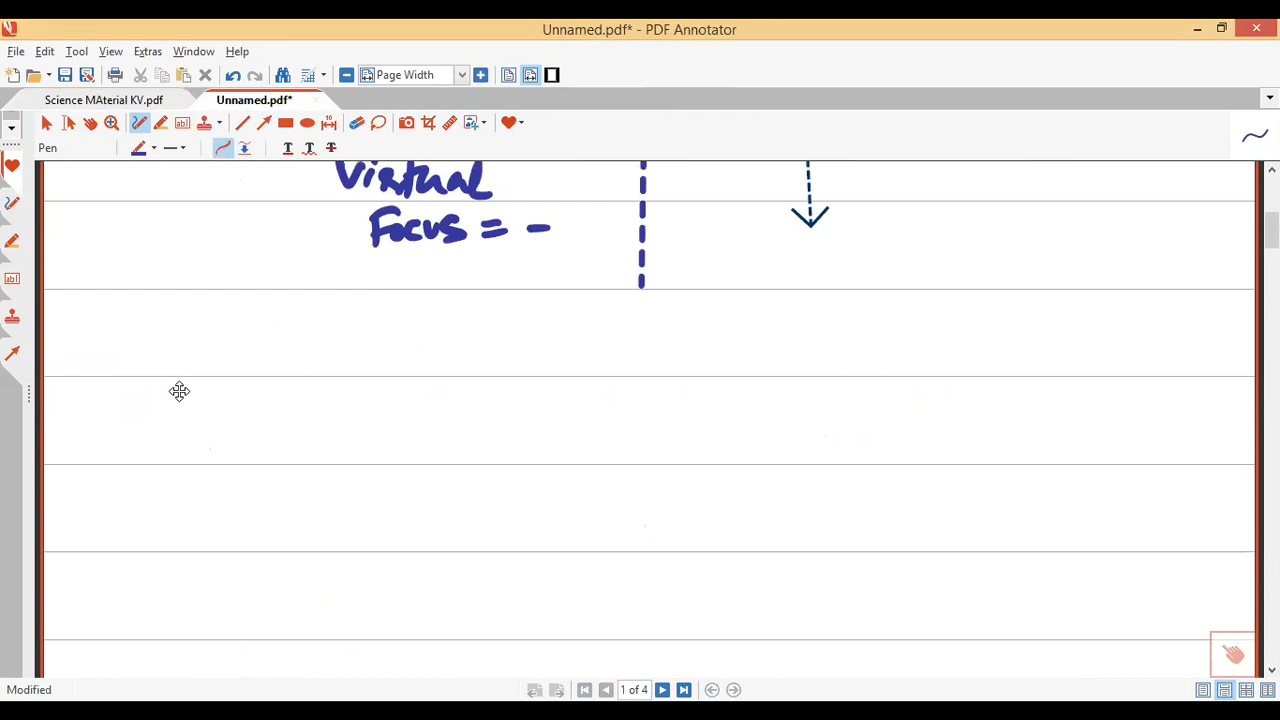 Unnamed.pdf* - PDF Annotator
File Edit Tool View Extras Window Help
Page Width
Science MAterial KV.pdf Unnamed.pdf*
Pen
Virtual
Focus = -
Modified 1 of 4